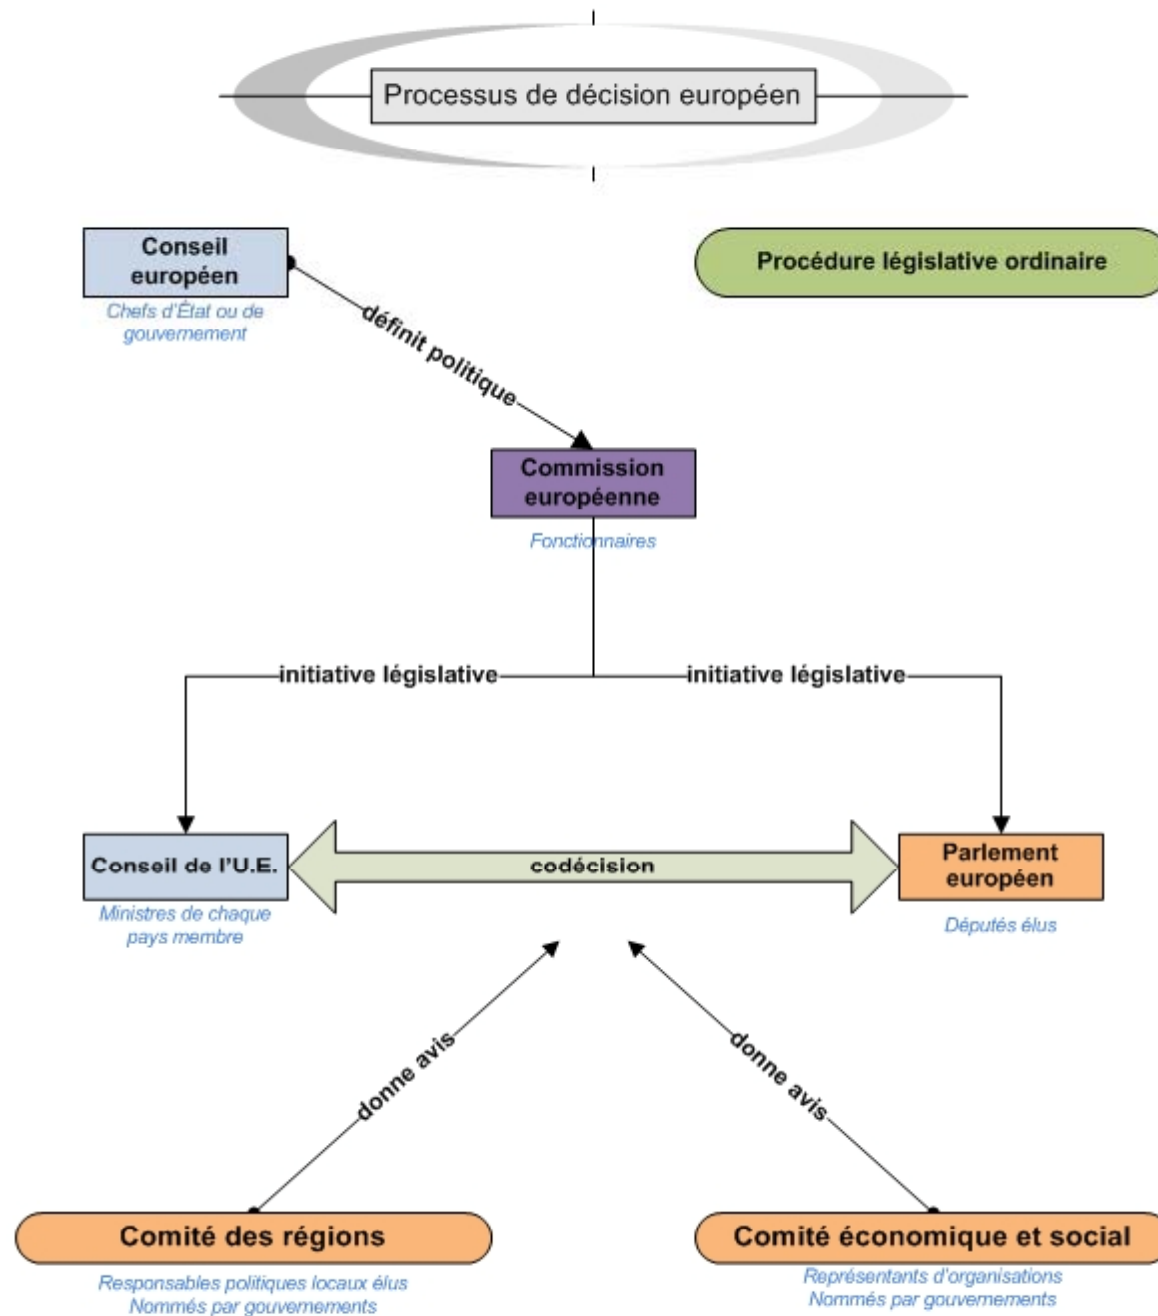 Processus de décision européen
Conseil
européen
Chefs d'État ou de
gouvernement
Procédure législative ordinaire
définit politique
Commission
européenne
Fonctionnaires
initiative législative
initiative législative
Conseil de l'U.E.
Ministres de chaque
pays membre
codécision
Parlement
européen
Députés élus
donne avis
donne avis
Comité des régions
Responsables politiques locaux élus
Nommés par gouvernements
Comité économique et social
Représentants d'organisations
Nommés par gouvernements